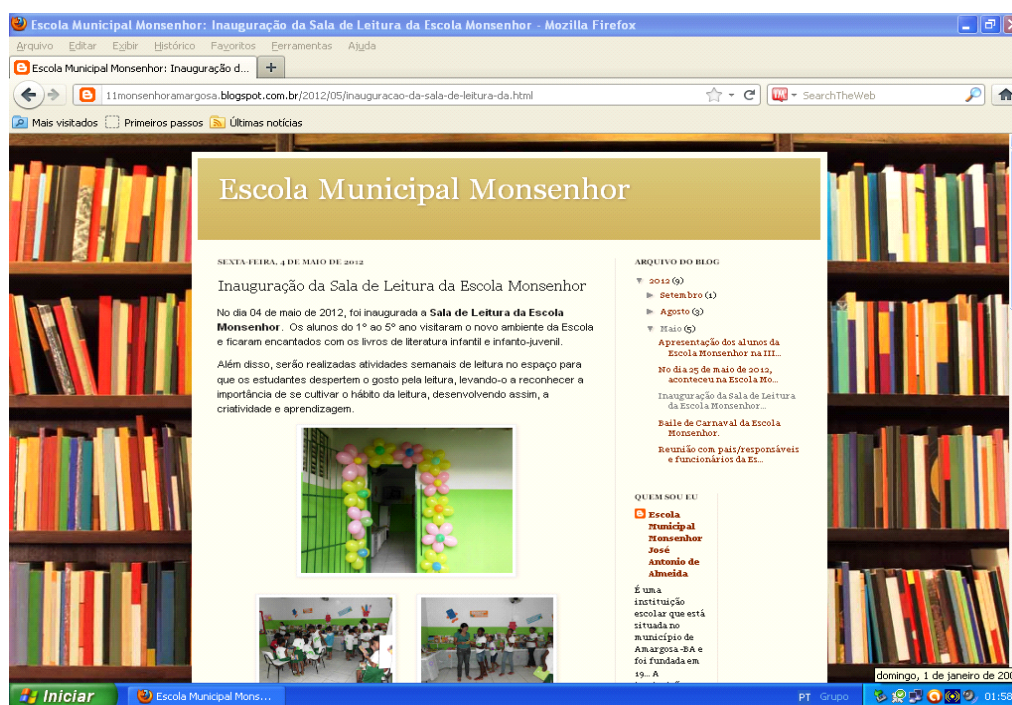 Escola Municipal Monsenhor: Inauguração da Sala de Leitura da Escola Monsenhor - Mozilla Firefox
Arquivo Editar Exibir Histórico Favoritos Ferramentas Ajuda
Escola Municipal Monsenhor: Inaugu­ração d... +
11monsenhoramargosa.blogspot.com.br/2012/05/inauguracao-da-sala-de-leitura-da.html
SearchTheWeb
Mais visitados Primeiros passos Últimas notícias
Escola Municipal Monsenhor
SEXTA-FEIRA, 4 DE MAIO DE 2012
Inauguração da Sala de Leitura da Escola Monsenhor
No dia 04 de maio de 2012, foi inaugurada a Sala de Leitura da Escola
Monsenhor. Os alunos do 1º ao 5º ano visitaram o novo ambiente da Escola
e ficaram encantados com os livros de literatura infantil e infanto-juvenil.
Além disso, serão realizadas atividades semanais de leitura no espaço para
que os estudantes despertem o gosto pela leitura, levando-o a reconhecer a
importância de se cultivar o hábito da leitura, desenvolvendo assim, a
criatividade e aprendizagem.
ARQUIVO DO BLOG
▼ 2012 (9)
► Setembro (1)
► Agosto (3)
▼ Maio (5)
Apresentação dos alunos da
Escola Monsenhor na III...
No dia 25 de maio de 2012,
aconteceu na Escola Mo...
Inauguração da Sala de Leitura
da Escola Monsenhor...
Baile de Carnaval da Escola
Monsenhor.
Reunião com pais/responsáveis
e funcionários da Es...
QUEM SOU EU
Escola
Municipal
Monsenhor
José
Antonio de
Almeida
É uma
instituição
escolar que está
situada no
município de
Amargosa -BA e
foi fundada em
19... A
domingo, 1 de janeiro de 200
Iniciar
Escola Municipal Mons...
PT Grupo
01:58